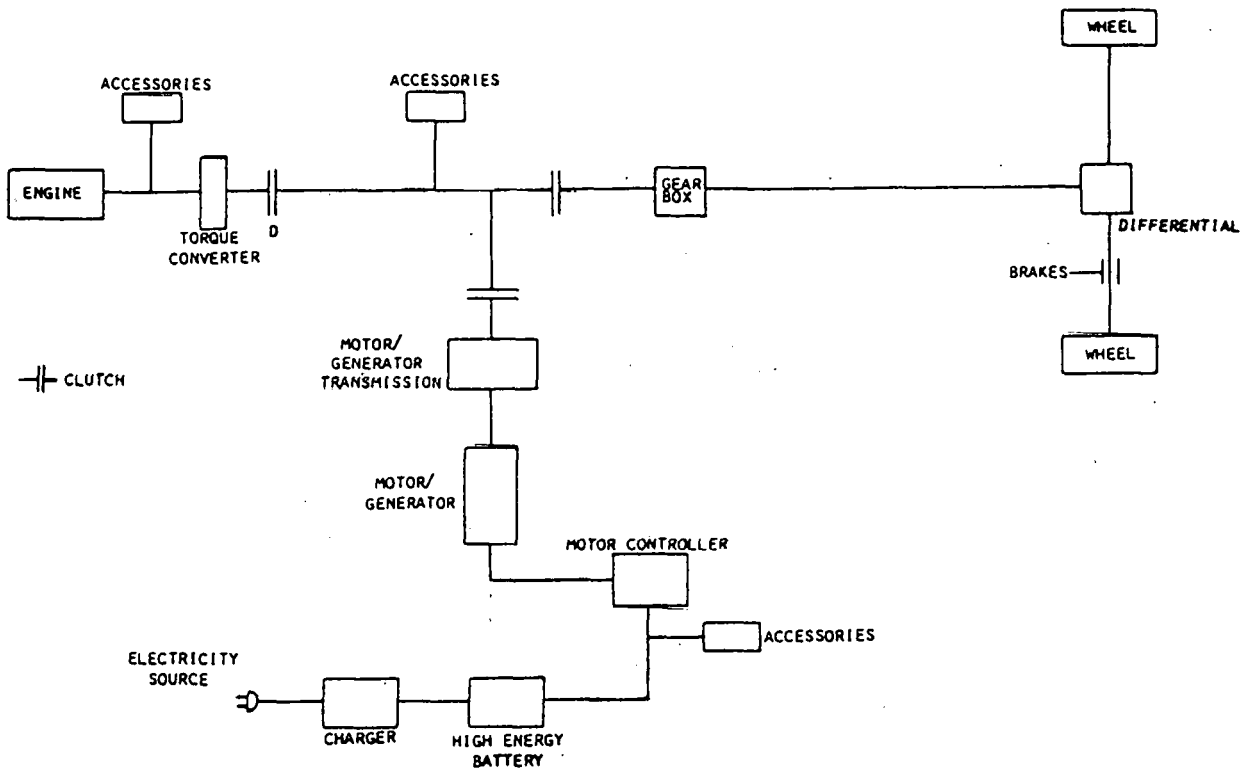 WHEEL
ACCESSORIES
ACCESSORIES
ENGINE
TORQUE
CONVERTER
D
GEAR
BOX
DIFFERENTIAL
BRAKES
WHEEL
MOTOR/
GENERATOR
TRANSMISSION
CLUTCH
MOTOR/
GENERATOR
MOTOR CONTROLLER
ACCESSORIES
ELECTRICITY
SOURCE
CHARGER
HIGH ENERGY
BATTERY